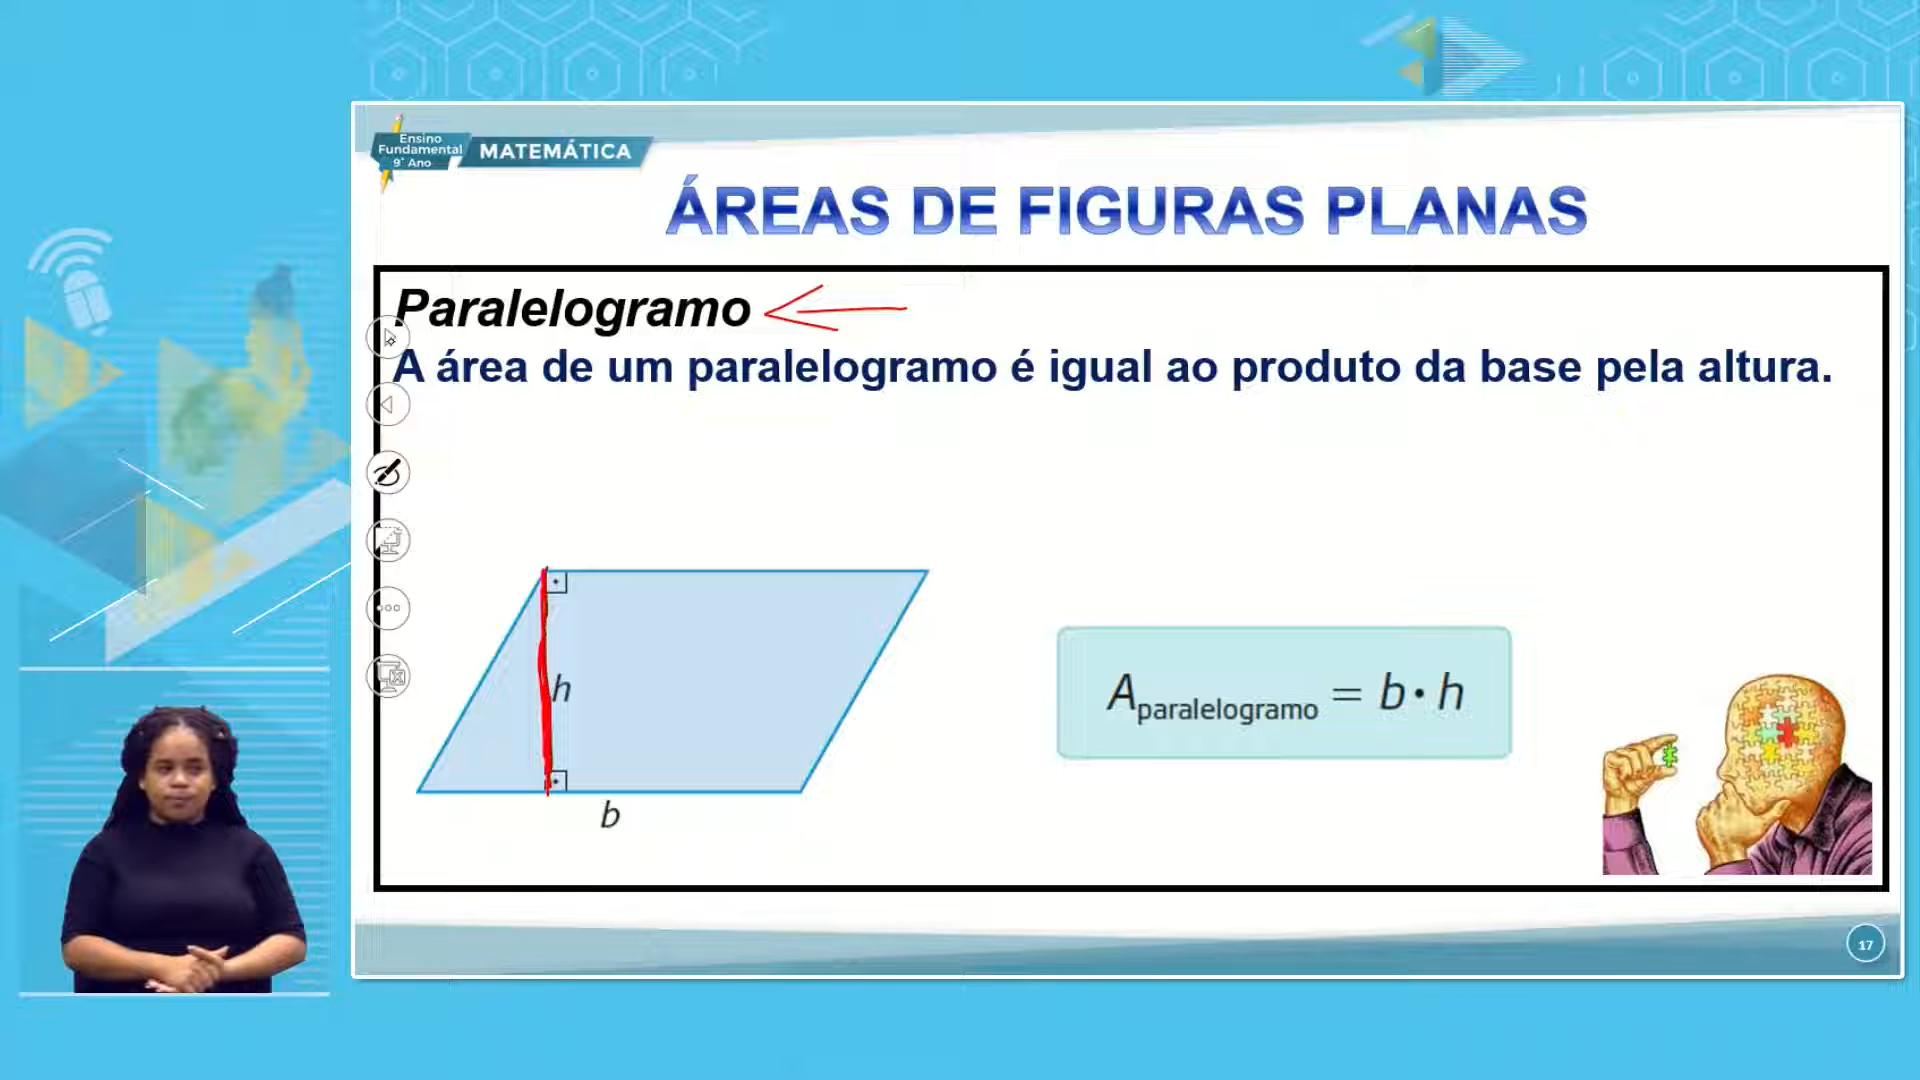 Ensino
Fundamental
9° Ano
MATEMÁTICA
ÁREAS DE FIGURAS PLANAS
Paralelogramo
A área de um paralelogramo é igual ao produto da base pela altura.
h
b
A paralelogramo = b · h
17